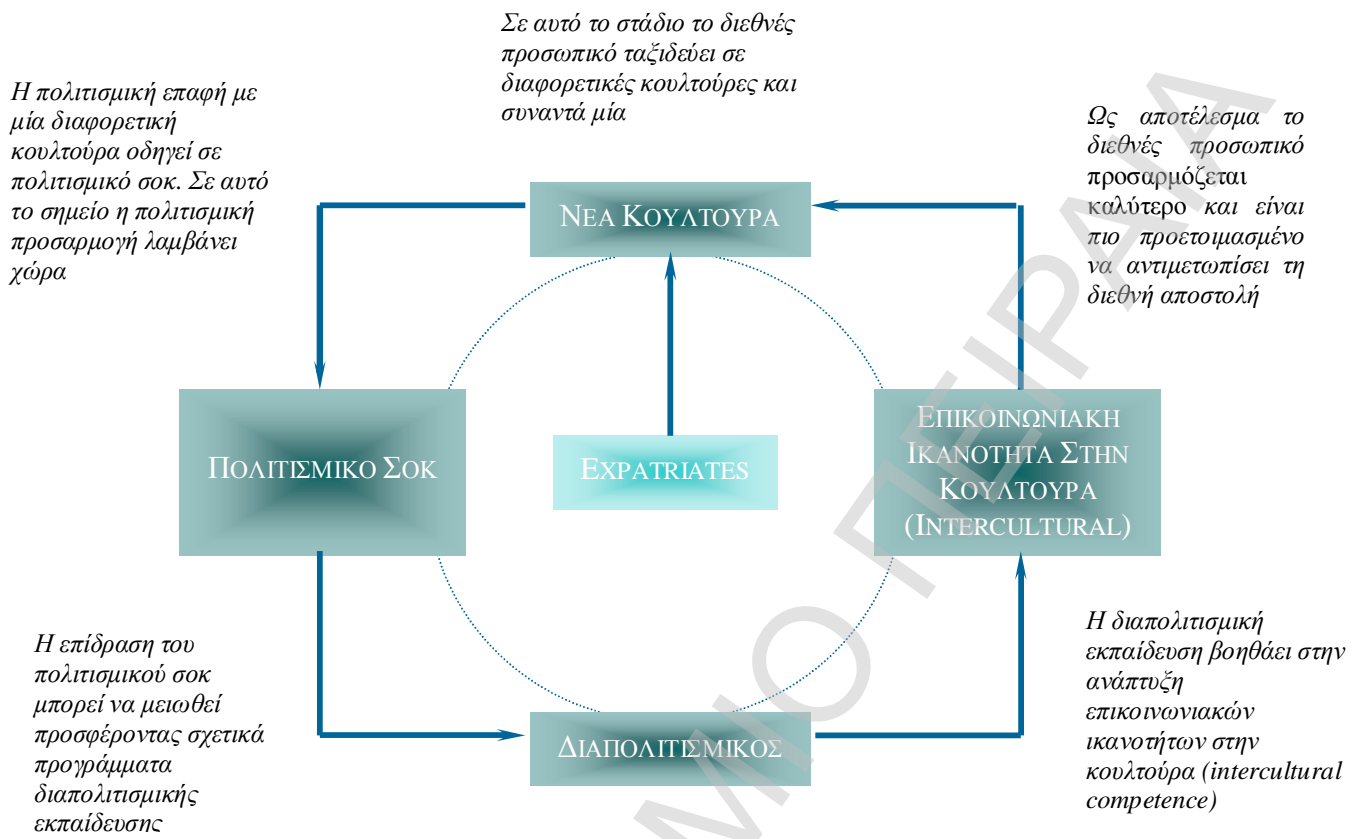 Σε αυτό το στάδιο το διεθνές
προσωπικό ταξιδεύει σε
διαφορετικές κουλτούρες και
συναντά μία
Η πολιτισμική επαφή με
μία διαφορετική
κουλτούρα οδηγεί σε
πολιτισμικό σοκ. Σε αυτό
το σημείο η πολιτισμική
προσαρμογή λαμβάνει
χώρα
Ως αποτέλεσμα το
διεθνές προσωπικό
προσαρμόζεται
καλύτερο και είναι
πιο προετοιμασμένο
να αντιμετωπίσει τη
διεθνή αποστολή
ΝΕΑ ΚΟΥΛΤΟΥΡΑ
ΠΟΛΙΤΙΣΜΙΚΟ ΣΟΚ
EXPATRIATES
ΕΠΙΚΟΙΝΩΝΙΑΚΗ
ΙΚΑΝΟΤΗΤΑ ΣΤΗΝ
ΚΟΥΛΤΟΥΡΑ
(INTERCULTURAL)
Η επίδραση του
πολιτισμικού σοκ
μπορεί να μειωθεί
προσφέροντας σχετικά
προγράμματα
διαπολιτισμικής
εκπαίδευσης
ΔΙΑΠΟΛΙΤΙΣΜΙΚΟΣ
Η διαπολιτισμική
εκπαίδευση βοηθάει στην
ανάπτυξη
επικοινωνιακών
ικανοτήτων στην
κουλτούρα (intercultural
competence)
ΜΙΟ ΠΕΙΡΑΙΑ